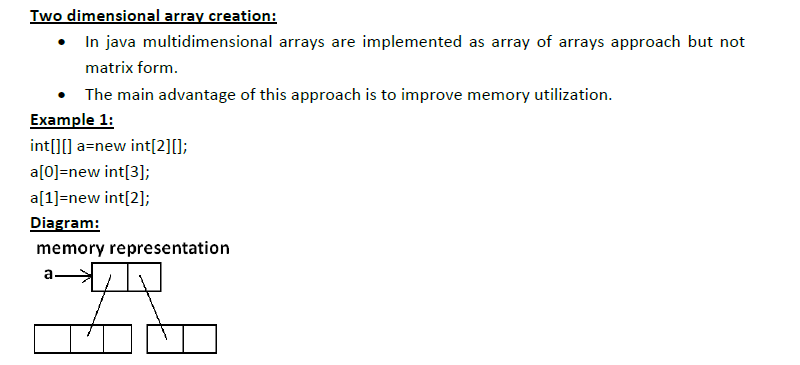 Two dimensional array creation:
• In java multidimensional arrays are implemented as array of arrays approach but not
matrix form.
• The main advantage of this approach is to improve memory utilization.
Example 1:
int[][] a=new int[2][];
a[0]=new int[3];
a[1]=new int[2];
Diagram:
memory representation
a